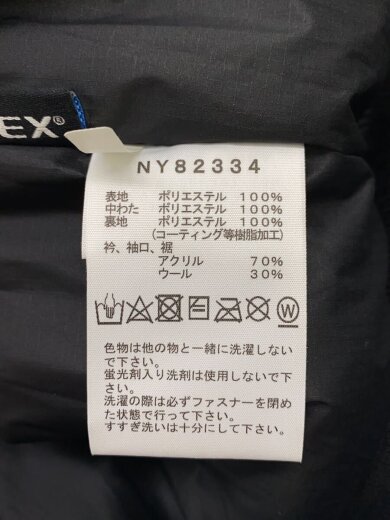 EX®
NY82334
表地 ポリエステル 100%
中わた ポリエステル 100%
裏地 ポリエステル 100%
(コーティング等樹脂加工)
衿、袖口、裾
アクリル 70%
ウール 30%
W
色物は他の物と一緒に洗濯しない
で下さい。
蛍光剤入り洗剤は使用しないで下
さい。
洗濯の際は必ずファスナーを閉め
た状態で行って下さい。
すすぎ洗いは十分にして下さい。